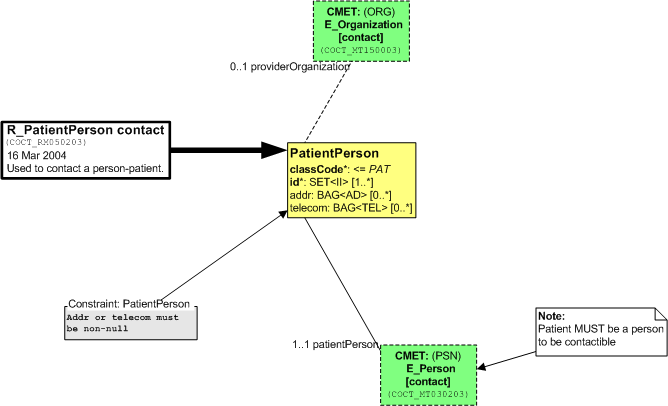 CMET: (ORG)
E_Organization
[contact]
(COCT_MT150003)
0..1 providerOrganization
R_PatientPerson contact
(COCT_RM050203)
16 Mar 2004
Used to contact a person-patient.
PatientPerson
classCode*: <= PAT
id*: SET<II> [1..*]
addr: BAG<AD> [0..*]
telecom: BAG<TEL> [0..*]
Constraint: PatientPerson
Addr or telecom must
be non-null
Note:
Patient MUST be a person
to be contactible
1..1 patientPerson
CMET: (PSN)
E_Person
[contact]
(COCT_MT030203)